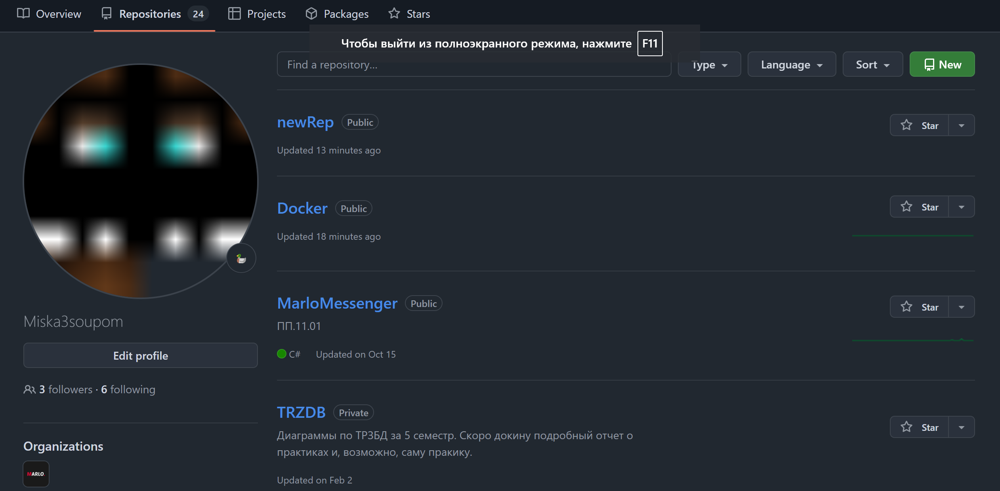 Overview Repositories 24 Projects Packages Stars
Чтобы выйти из полноэкранного режима, нажмите F11
Find a repository... Type Language Sort New
newRep Public Star
Updated 13 minutes ago
Docker Public Star
Updated 18 minutes ago
MarloMessenger Public Star
ПП.11.01
C# Updated on Oct 15
TRZDB Private Star
Диаграммы по ТРЗБД за 5 семестр. Скоро докину подробный отчет о
практиках и, возможно, саму пракику.
Updated on Feb 2
Miska3soupom
Edit profile
3 followers · 6 following
Organizations
MARLO.